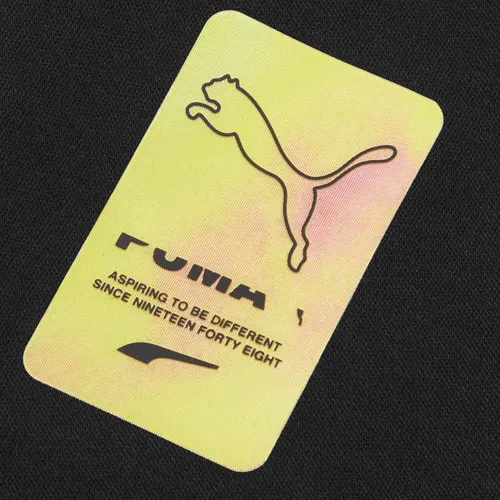 PUMA
ASPIRING TO BE DIFFERENT
SINCE NINETEEN FORTY EIGHT